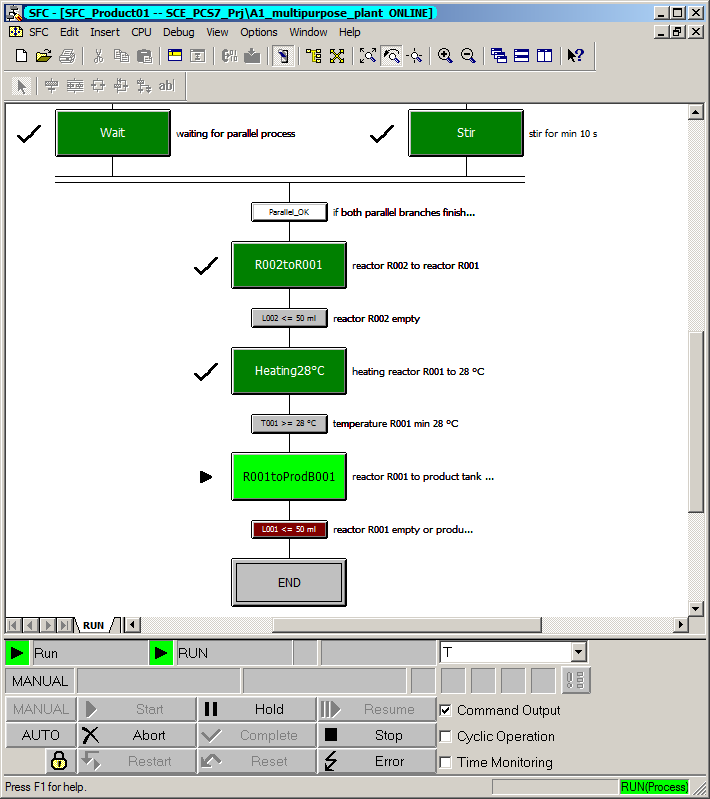 SFC - [SFC_Product01 -- SCE_PCS7_Prj\A1_multipurpose_plant ONLINE]
SFC Edit Insert CPU Debug View Options Window Help
ab|
Wait waiting for parallel process Stir stir for min 10 s
Parallel_OK if both parallel branches finish...
R002toR001 reactor R002 to reactor R001
L002 <= 50 ml reactor R002 empty
Heating28°C heating reactor R001 to 28 °C
T001 >= 28 °C temperature R001 min 28 °C
R001toProdB001 reactor R001 to product tank ...
L001 <= 50 ml reactor R001 empty or produ...
END
RUN
Run RUN T
MANUAL
MANUAL Start Hold Resume Command Output
AUTO Abort Complete Stop Cyclic Operation
Restart Reset Error Time Monitoring
Press F1 for help. RUN(Process)